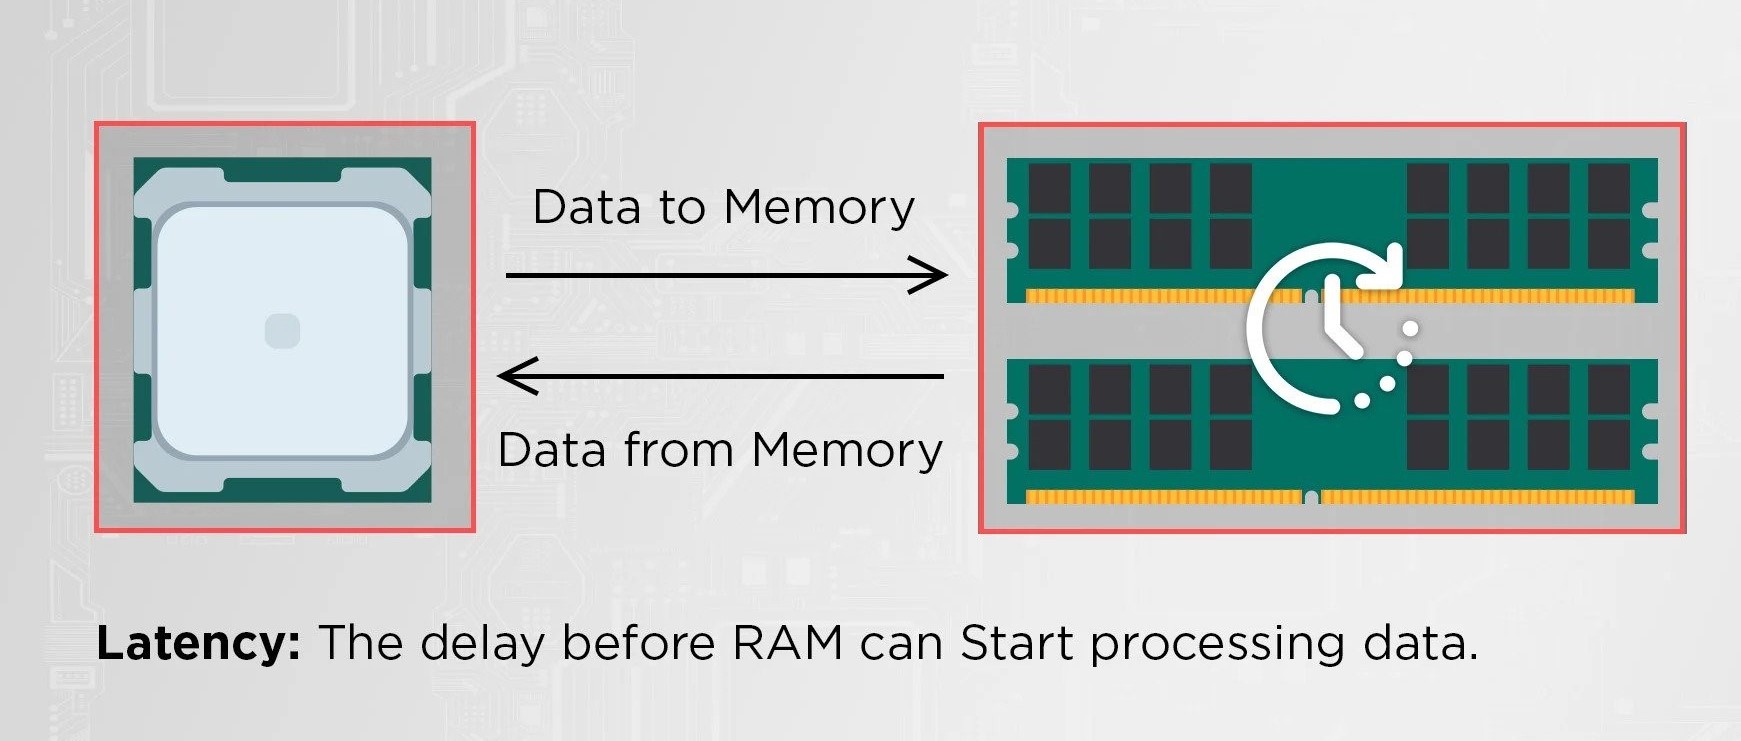 Data to Memory
Data from Memory
Latency: The delay before RAM can Start processing data.